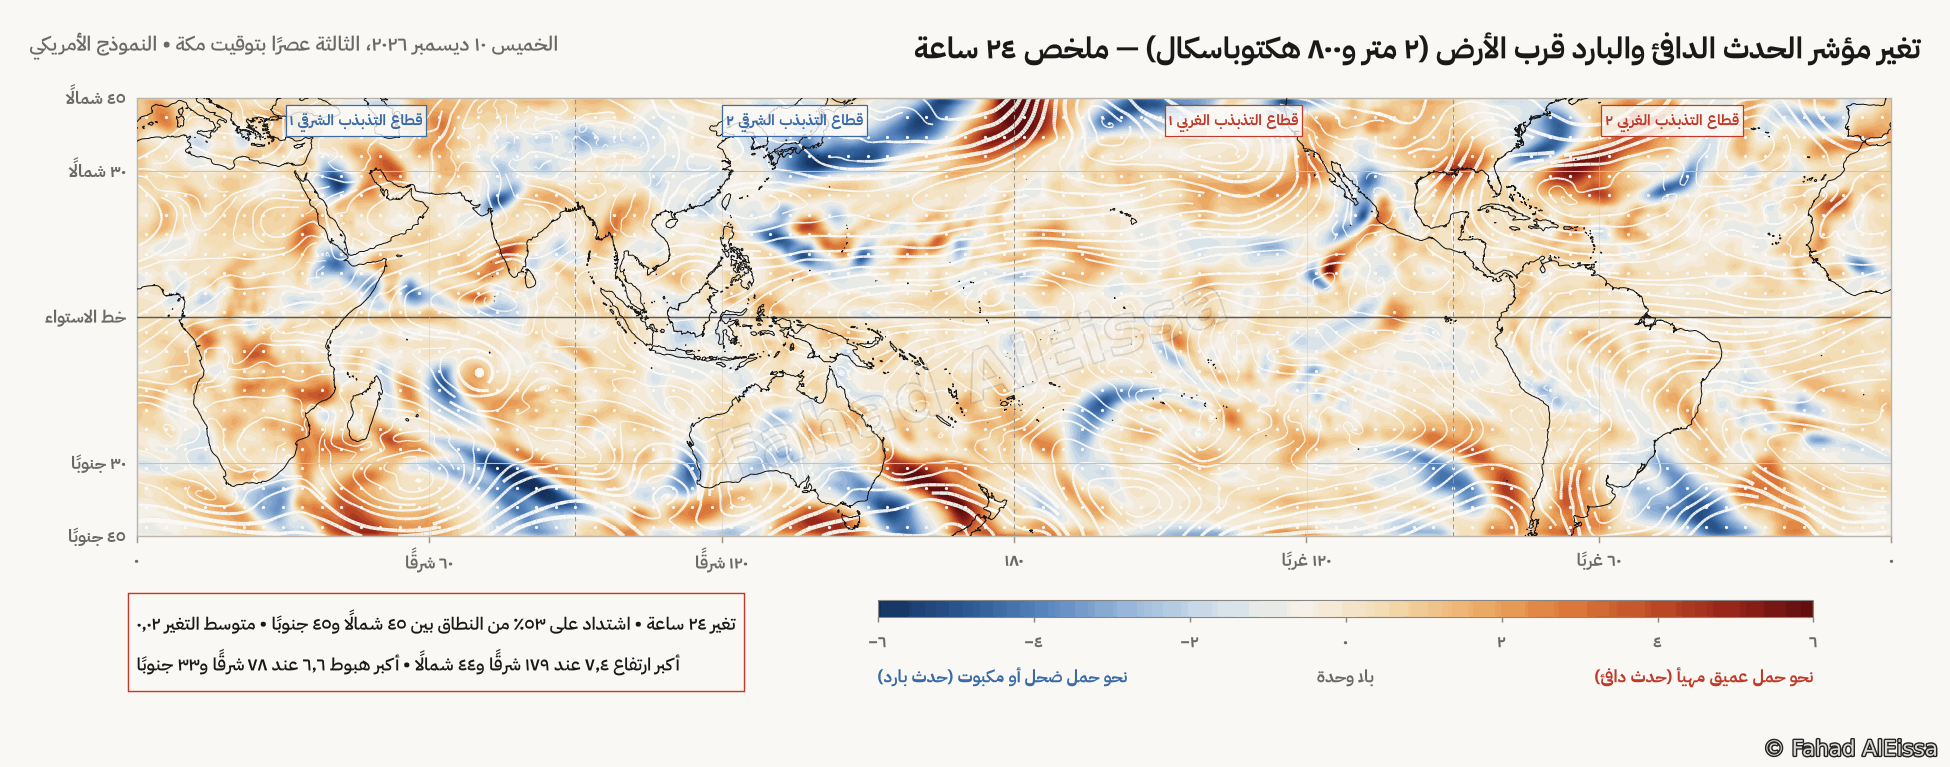 تغير مؤشر الحدث الدافئ والبارد قرب الأرض (٢ متر و٨٠٠ هكتوباسكال) — ملخص ٢٤ ساعة
الخميس ١٠ ديسمبر ٢٠٢٦، الثالثة عصرًا بتوقيت مكة • النموذج الأمريكي
قطاع التذبذب الشرقي ١
قطاع التذبذب الشرقي ٢
قطاع التذبذب الغربي ١
قطاع التذبذب الغربي ٢
٤٥ شمالًا
٣٠ شمالًا
خط الاستواء
٣٠ جنوبًا
٤٥ جنوبًا
٠
٦٠ شرقًا
١٢٠ شرقًا
١٨٠
١٢٠ غربًا
٦٠ غربًا
٠
Fahad AlEissa
تغير ٢٤ ساعة • اشتداد على ٥٣٪ من النطاق بين ٤٥ شمالًا و٤٥ جنوبًا • متوسط التغير ٠٫٠٢
أكبر ارتفاع ٧٫٤ عند ١٧٩ شرقًا و٤٤ شمالًا • أكبر هبوط ٦٫٦ عند ٧٨ شرقًا و٣٣ جنوبًا
−٦
−٤
−٢
٠
٢
٤
٦
نحو حمل عميق مهيأ (حدث دافئ)
بلا وحدة
نحو حمل ضحل أو مكبوت (حدث بارد)
© Fahad AlEissa